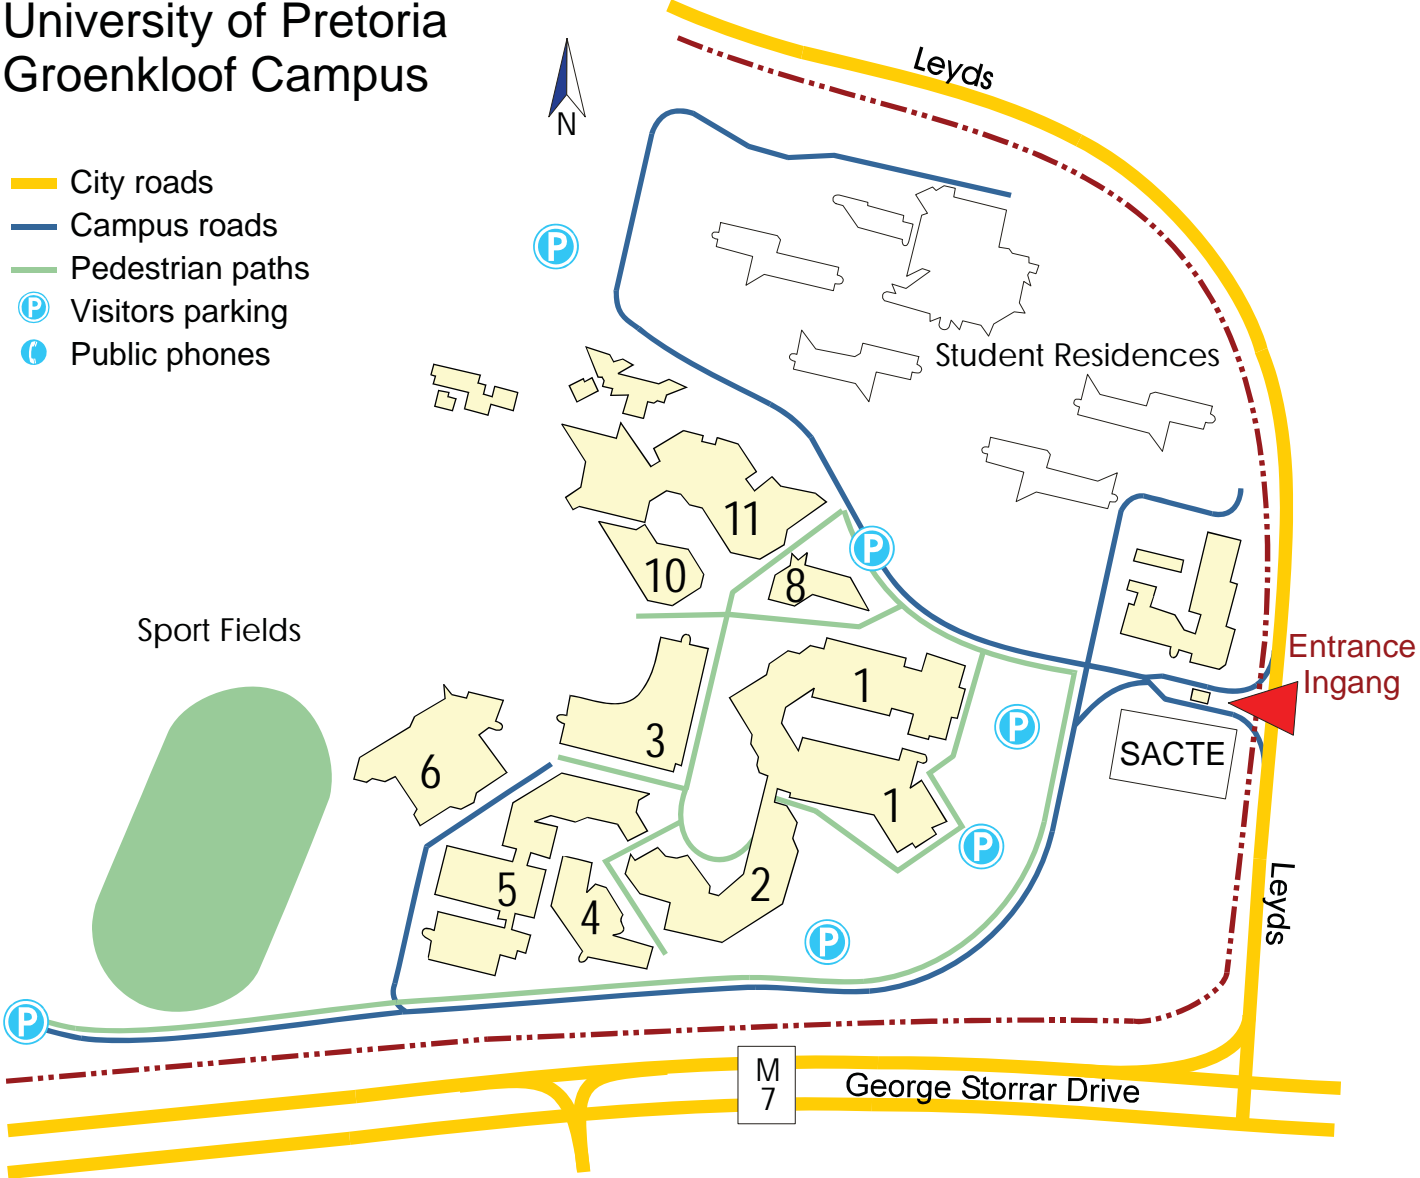 University of Pretoria
Groenkloof Campus
N
City roads
Campus roads
Pedestrian paths
P
Visitors parking
Public phones
Leyds
P
Student Residences
11
P
10
8
Sport Fields
Entrance
Ingang
1
3
P
SACTE
6
1
P
5
2
4
Leyds
P
P
M
7
George Storrar Drive